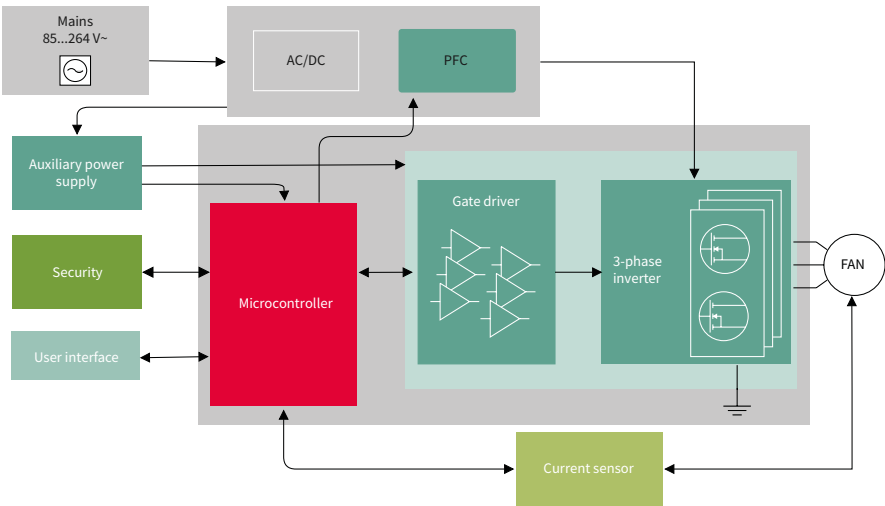 Mains
85...264 V~
AC/DC
PFC
Auxiliary power
supply
Gate driver
Security
3-phase
inverter
FAN
Microcontroller
User interface
Current sensor